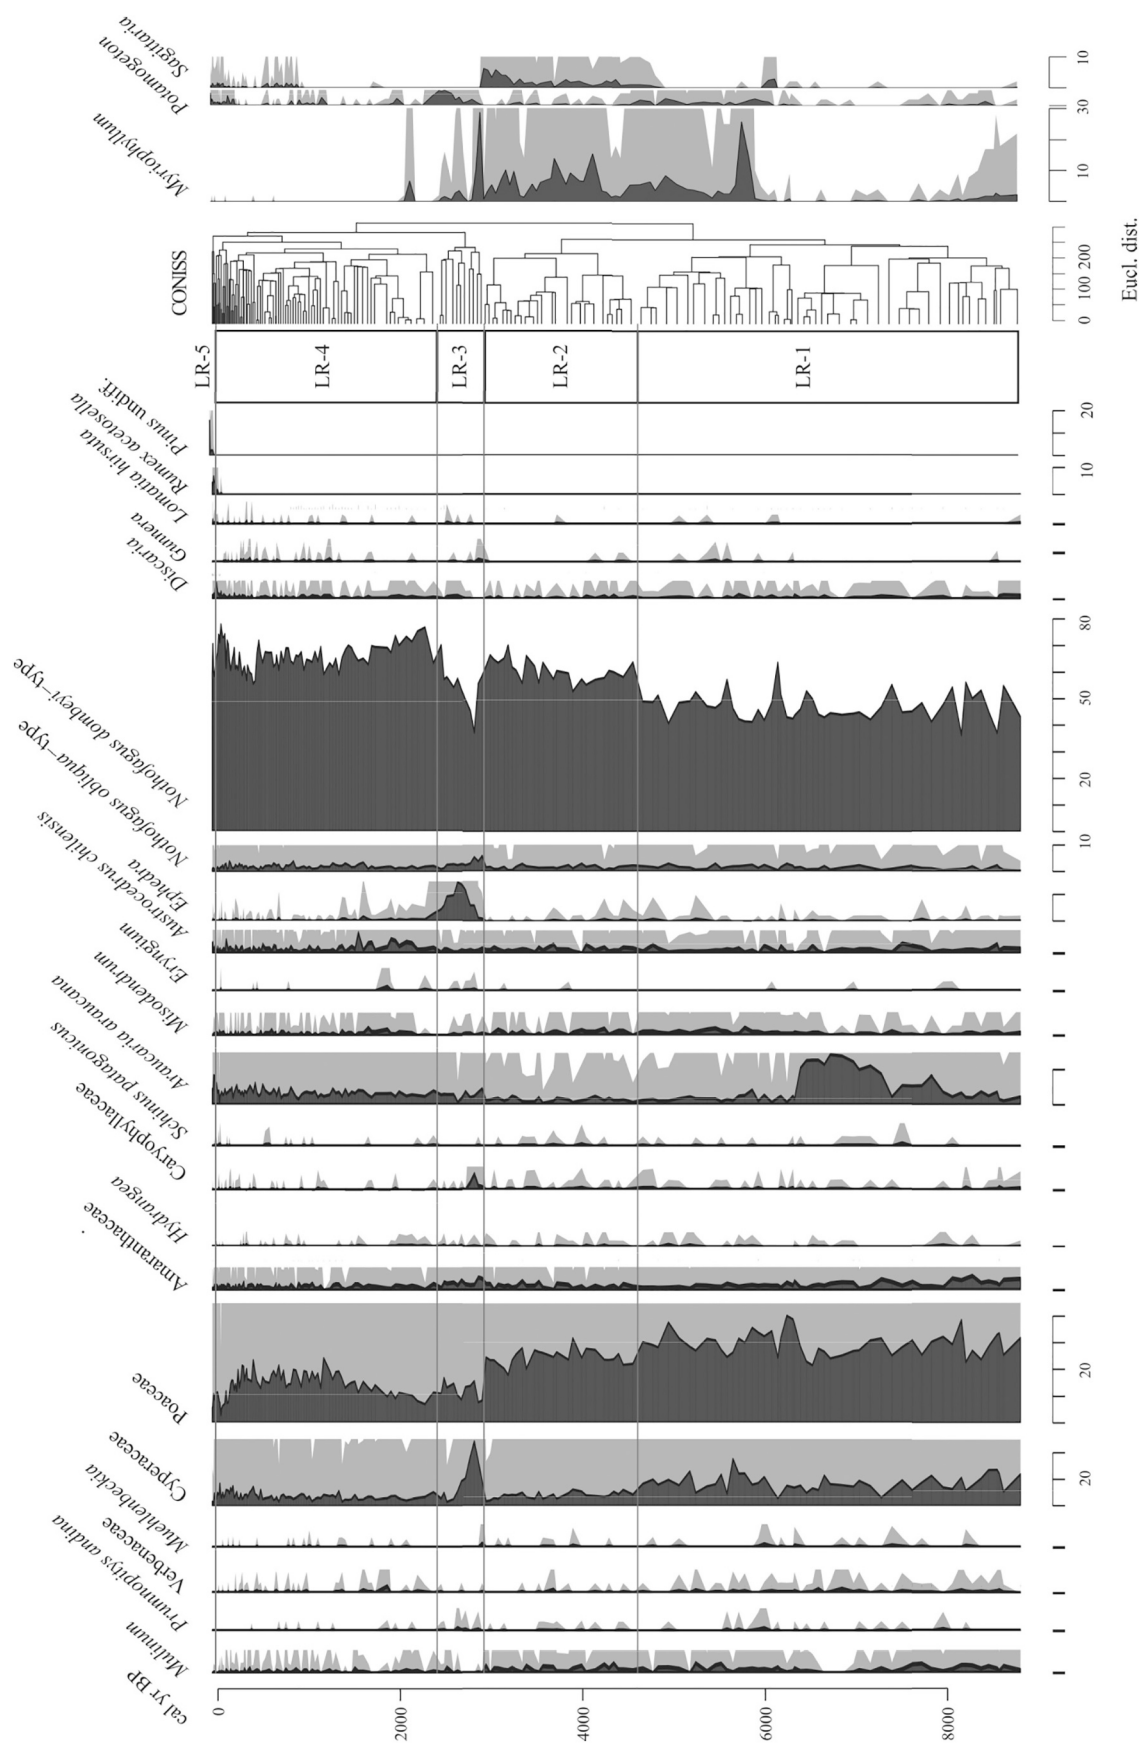 cal yr BP
Mulinum
Prumnopitys andina
Verbenaceae
Muehlenbeckia
Cyperaceae
Poaceae
Amaranthaceae
Hydrangea
Caryophyllaceae
Schinus patagonicus
Araucaria araucana
Misodendrum
Eryngium
Austrocedrus chilensis
Ephedra
Nothofagus obliqua-type
Nothofagus dombeyi-type
Discaria
Gunnera
Lomatia hirsuta
Rumex acetosella
Pinus undiff.
LR-5
CONISS
Myriophyllum
Potamogeton
Sagittaria
LR-4
LR-3
LR-2
LR-1
0
2000
4000
6000
8000
20
20
10
20
50
80
10
20
0 100 200
Eucl. dist.
10
30
10